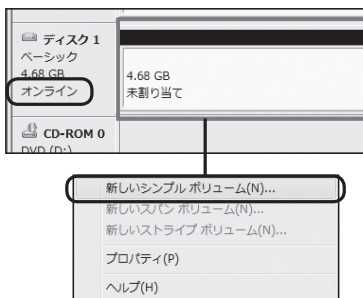 ディスク 1
ベーシック
4.68 GB
オンライン
4.68 GB
未割り当て
CD-ROM 0
DVD (D:)
新しいシンプル ボリューム(N)...
新しいスパン ボリューム(N)...
新しいストライプ ボリューム(N)...
プロパティ(P)
ヘルプ(H)